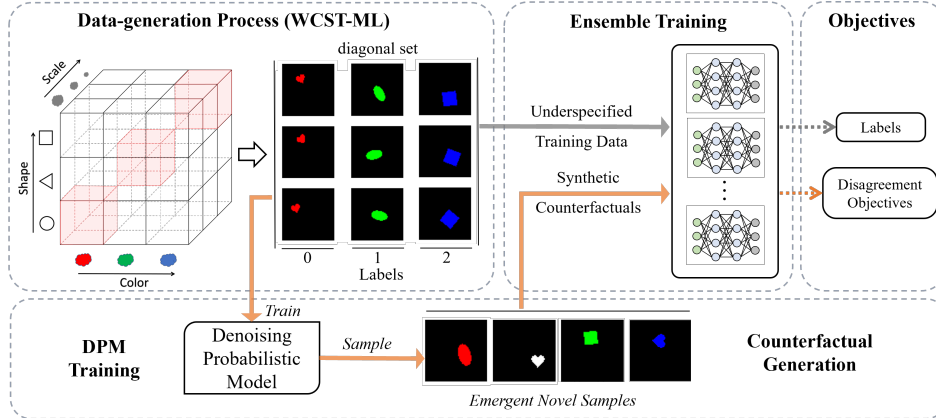 Data-generation Process (WCST-ML)
diagonal set
Scale
Shape
Color
0 1 2
Labels
Ensemble Training
Underspecified
Training Data
Synthetic
Counterfactuals
Objectives
Labels
Disagreement
Objectives
DPM
Training
Train
Denoising
Probabilistic
Model
Sample
Emergent Novel Samples
Counterfactual
Generation